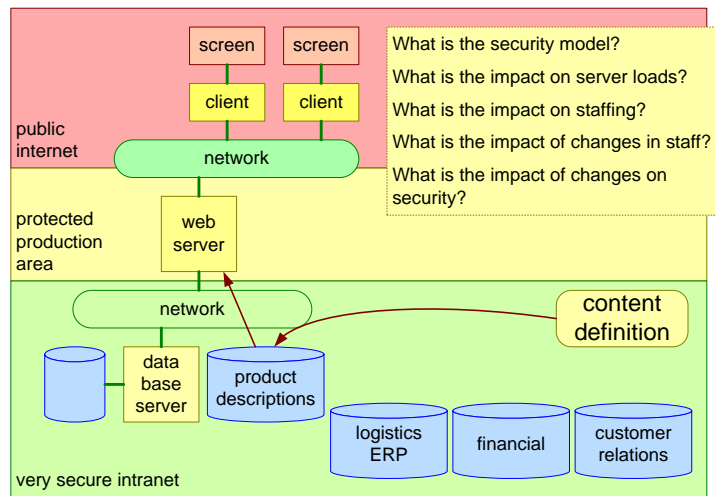 screen
screen
client
client
public
internet
network
What is the security model?
What is the impact on server loads?
What is the impact on staffing?
What is the impact of changes in staff?
What is the impact of changes on
security?
protected
production
area
web
server
network
content
definition
data
base
server
product
descriptions
logistics
ERP
financial
customer
relations
very secure intranet